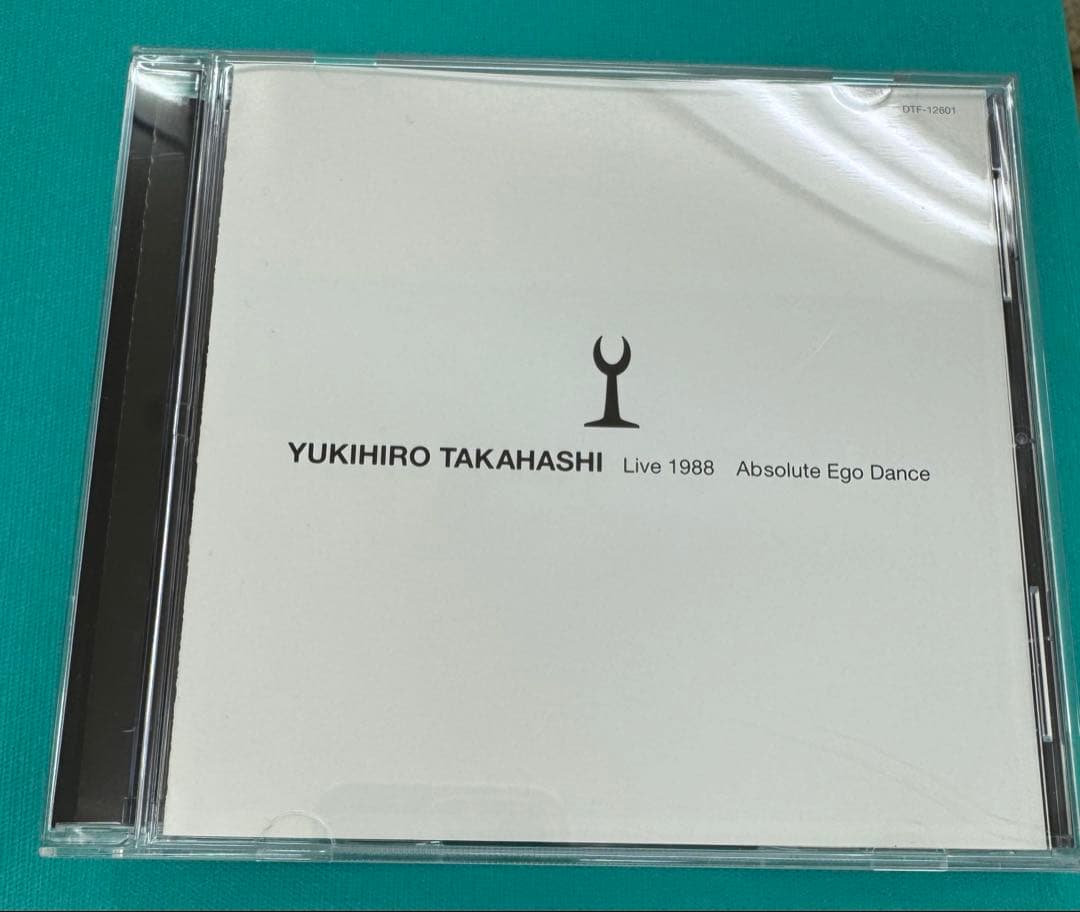 DTF-12601
YUKIHIRO TAKAHASHI Live 1988 Absolute Ego Dance